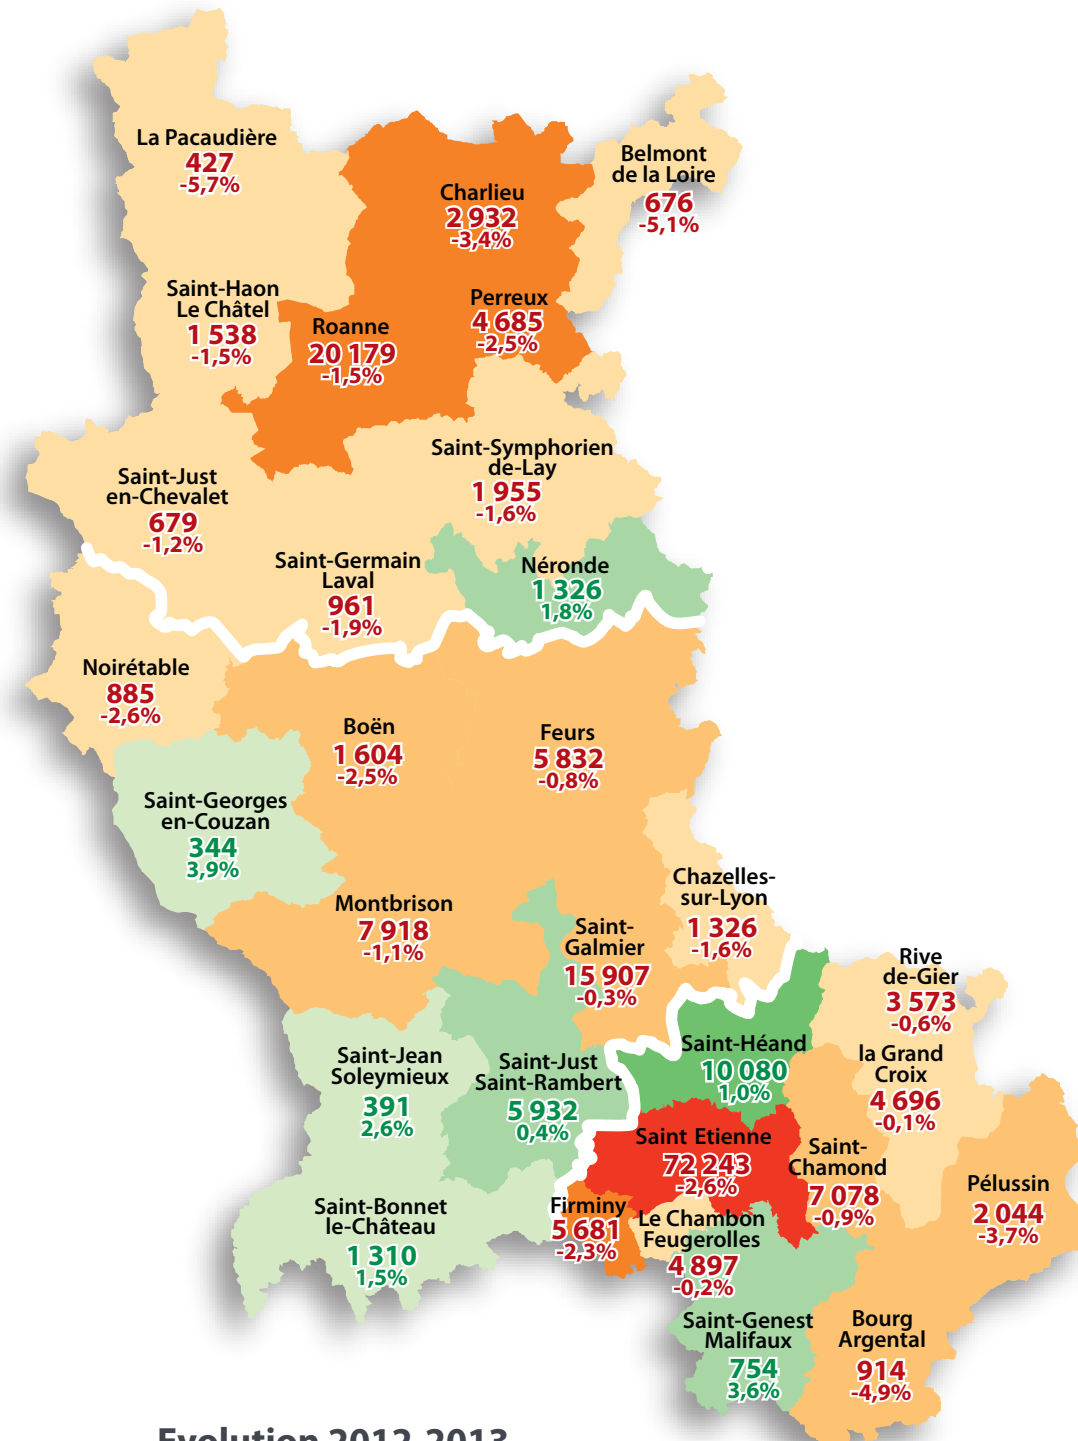 La Pacaudière
427
-5,7%
Charlieu
2 932
-3,4%
Belmont
de la Loire
676
-5,1%
Saint-Haon
Le Châtel
1 538
-1,5%
Roanne
20 179
-1,5%
Perreux
4 685
-2,5%
Saint-Symphorien
de-Lay
1 955
-1,6%
Saint-Just
en-Chevalet
679
-1,2%
Saint-Germain
Laval
961
-1,9%
Néronde
1 326
1,8%
Noirétable
885
-2,6%
Boën
1 604
-2,5%
Feurs
5 832
-0,8%
Saint-Georges
en-Couzan
344
3,9%
Montbrison
7 918
-1,1%
Chazelles-
sur-Lyon
1 326
-1,6%
Saint-
Galmier
15 907
-0,3%
Rive
de-Gier
3 573
-0,6%
Saint-Jean
Soleymieux
391
2,6%
Saint-Just
Saint-Rambert
5 932
0,4%
Saint-Héand
10 080
1,0%
la Grand
Croix
4 696
-0,1%
Saint Etienne
72 243
-2,6%
Saint-
Chamond
7 078
-0,9%
Pélussin
2 044
-3,7%
Saint-Bonnet
le-Château
1 310
1,5%
Firminy
5 681
-2,3%
Le Chambon
Feugerolles
4 897
-0,2%
Saint-Genest
Malifaux
754
3,6%
Bourg
Argental
914
-4,9%
Evolution 2012-2013